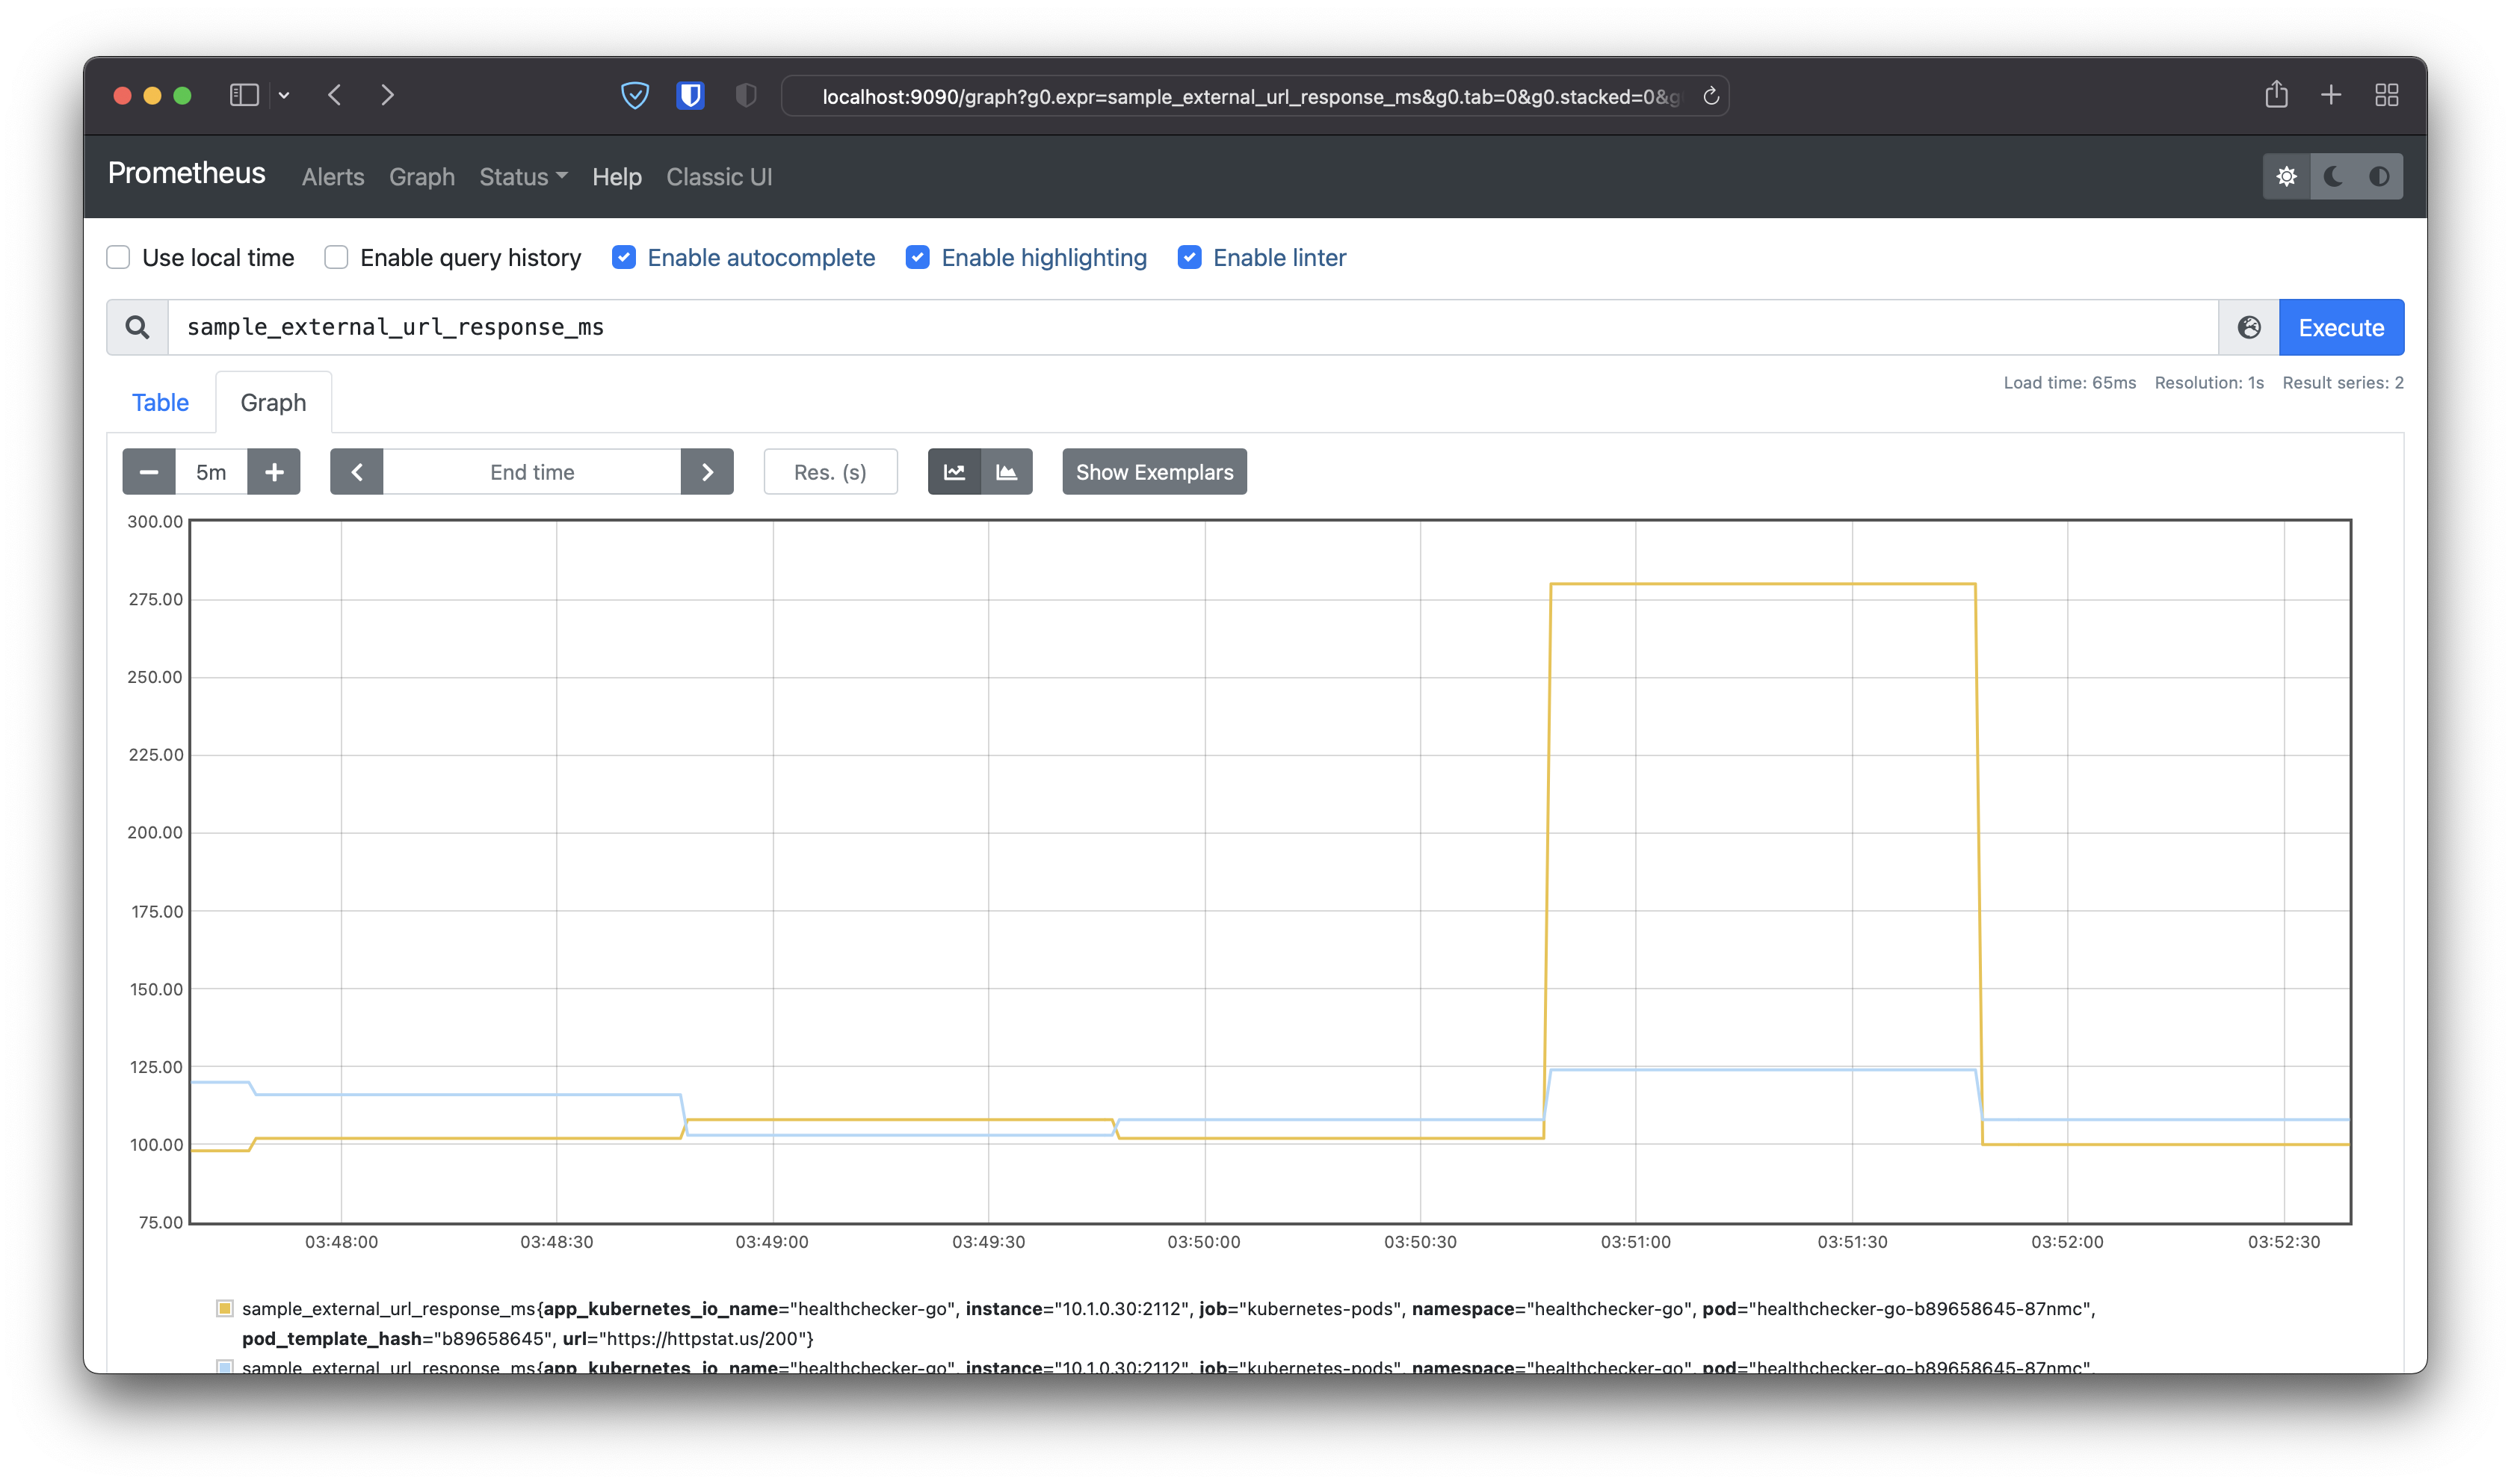 localhost:9090/graph?g0.expr=sample_external_url_response_ms&g0.tab=0&g0.stacked=0&g
Prometheus Alerts Graph Status Help Classic UI
Use local time Enable query history Enable autocomplete Enable highlighting Enable linter
sample_external_url_response_ms Execute
Load time: 65ms Resolution: 1s Result series: 2
Table Graph
5m End time Res. (s) Show Exemplars
300.00
275.00
250.00
225.00
200.00
175.00
150.00
125.00
100.00
75.00
03:48:00 03:48:30 03:49:00 03:49:30 03:50:00 03:50:30 03:51:00 03:51:30 03:52:00 03:52:30
sample_external_url_response_ms{app_kubernetes_io_name="healthchecker-go", instance="10.1.0.30:2112", job="kubernetes-pods", namespace="healthchecker-go", pod="healthchecker-go-b89658645-87nmc",
pod_template_hash="b89658645", url="https://httpstat.us/200"}
sample_external_url_response_ms{app_kubernetes_io_name="healthchecker-go", instance="10.1.0.30:2112", job="kubernetes-pods", namespace="healthchecker-go", pod="healthchecker-go-b89658645-87nmc",